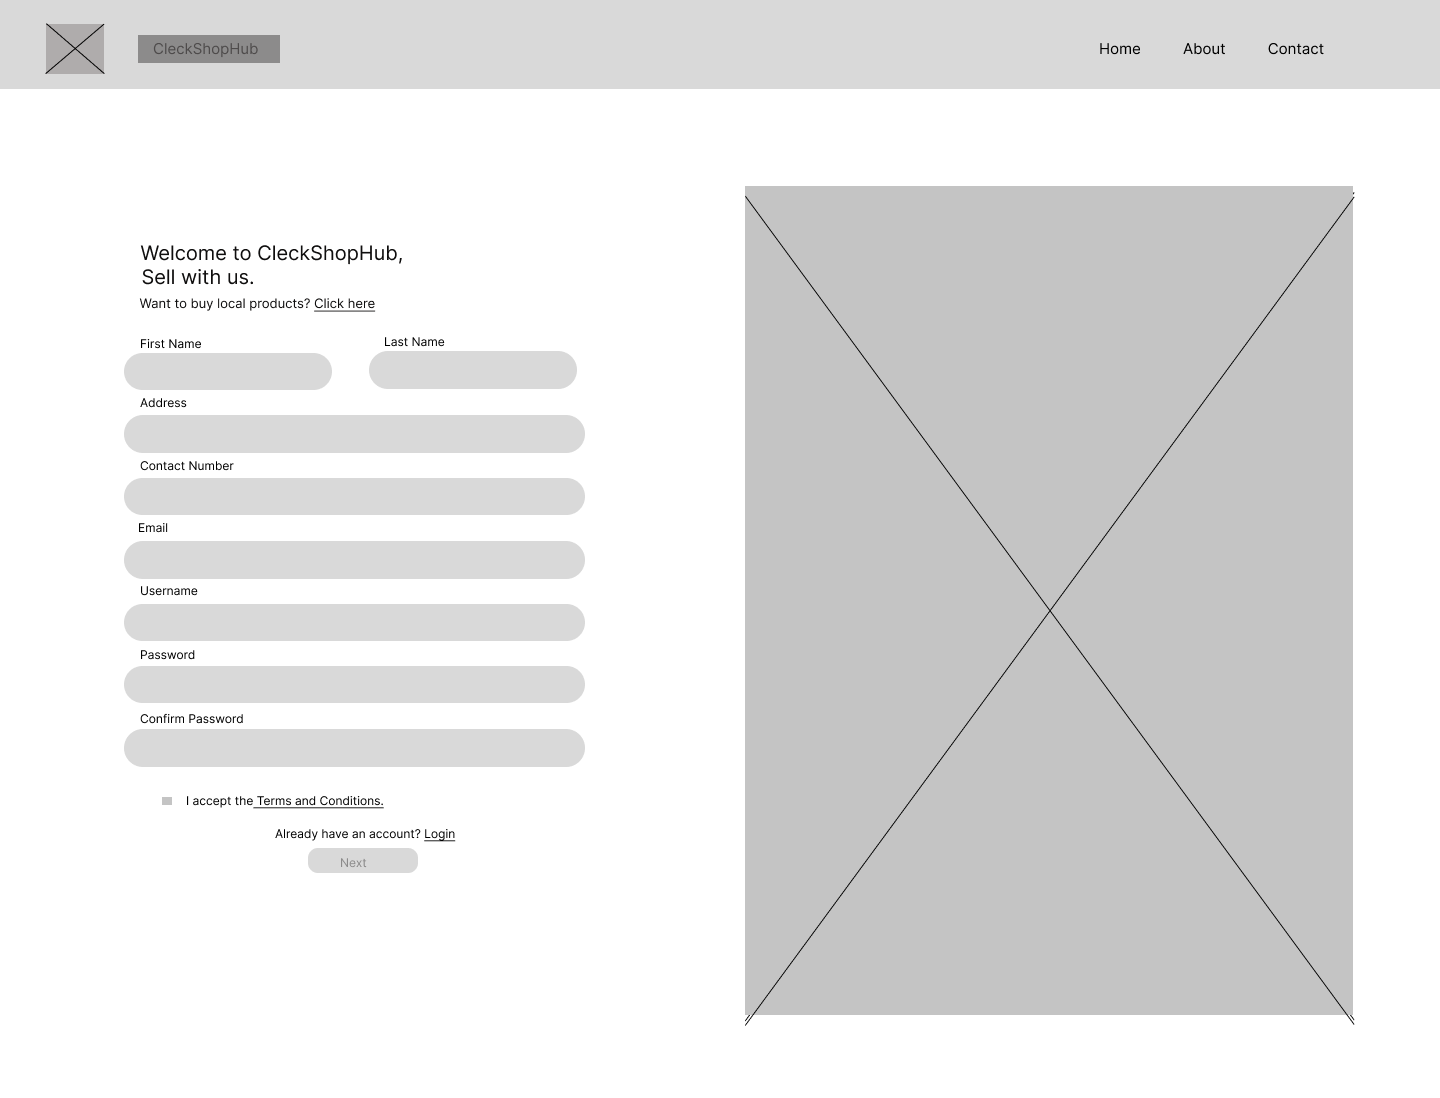 CleckShopHub
Home
About
Contact
Welcome to CleckShopHub,
Sell with us.
Want to buy local products? Click here
First Name
Last Name
Address
Contact Number
Email
Username
Password
Confirm Password
I accept the Terms and Conditions.
Already have an account? Login
Next